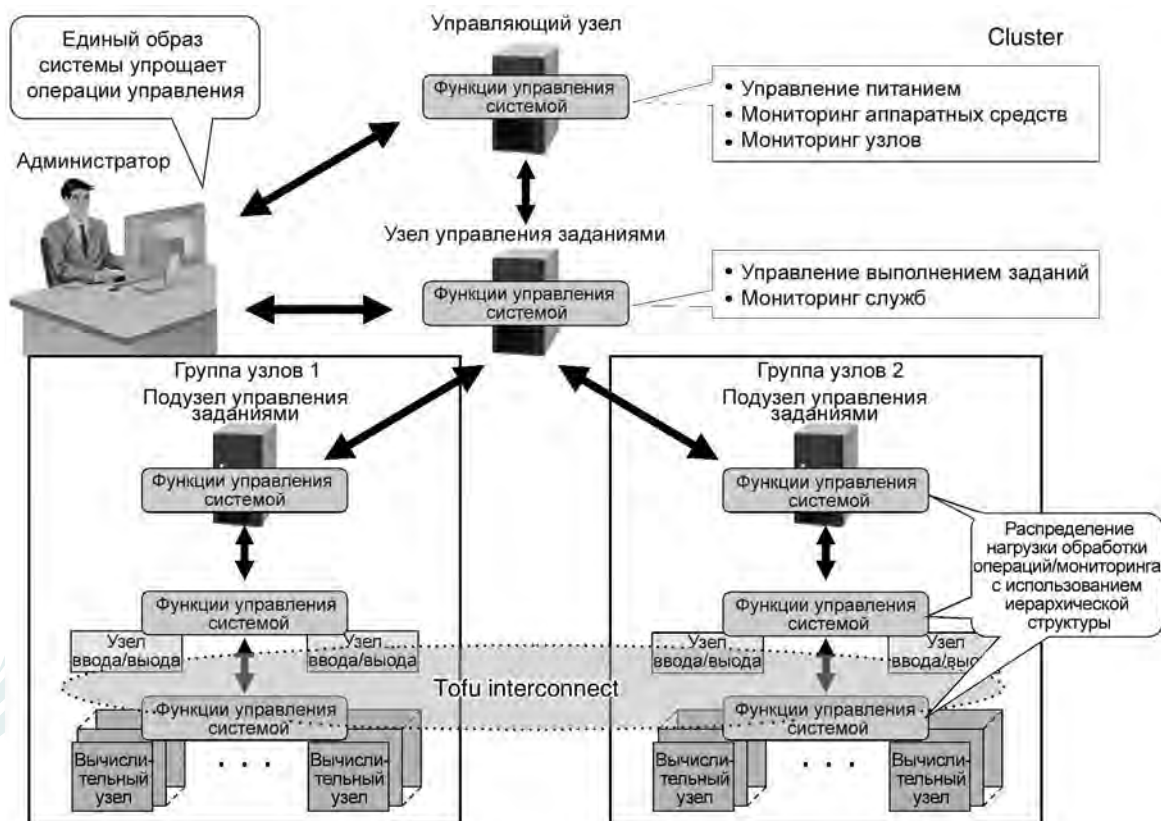 Управляющий узел
Cluster
Единый образ
системы упрощает
операции управления
Функции управления
системой
• Управление питанием
• Мониторинг аппаратных средств
• Мониторинг узлов
Администратор
Узел управления заданиями
Функции управления
системой
• Управление выполнением заданий
• Мониторинг служб
Группа узлов 1
Подузел управления
заданиями
Функции управления
системой
Функции управления
системой
Узел
ввода/выода
Узел
ввода/выода
Функции управления
системой
Вычисли-
тельный
узел
. . .
Вычисли-
тельный
узел
Группа узлов 2
Подузел управления
заданиями
Функции управления
системой
Распределение
нагрузки обработки
операций/мониторинга
с использованием
иерархической
структуры
Функции управления
системой
Узел
ввода/выода
Узел
ввода/выода
Tofu interconnect
Функции управления
системой
Вычисли-
тельный
узел
. . .
Вычисли-
тельный
узел